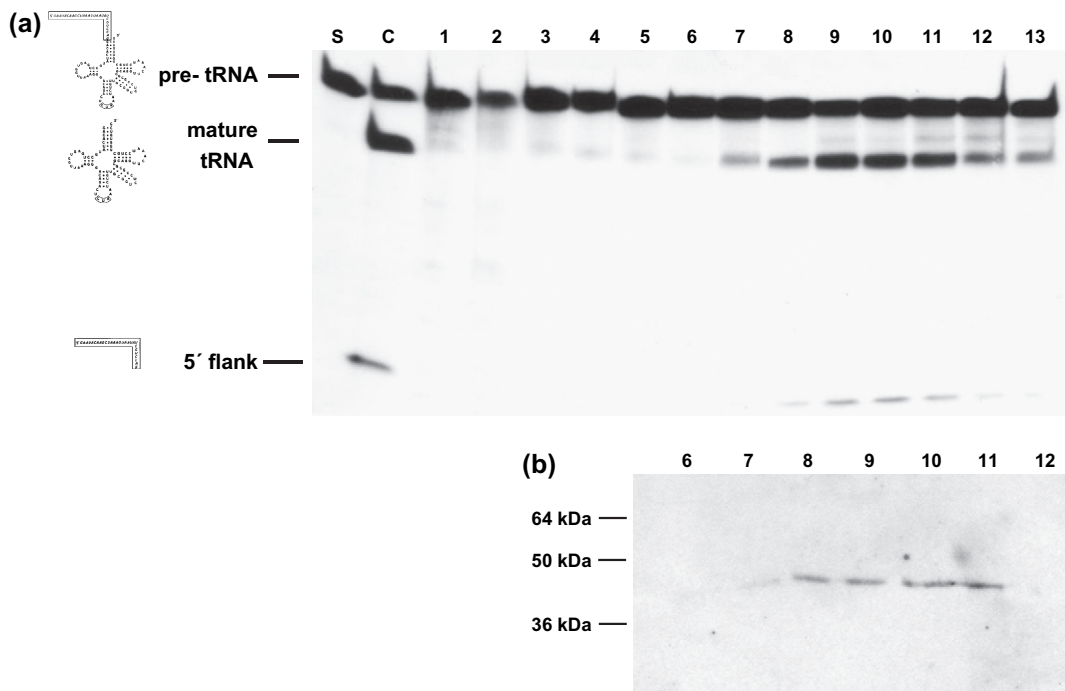 (a)
S C 1 2 3 4 5 6 7 8 9 10 11 12 13
pre- tRNA
mature
tRNA
5´ flank
(b)
6 7 8 9 10 11 12
64 kDa
50 kDa
36 kDa